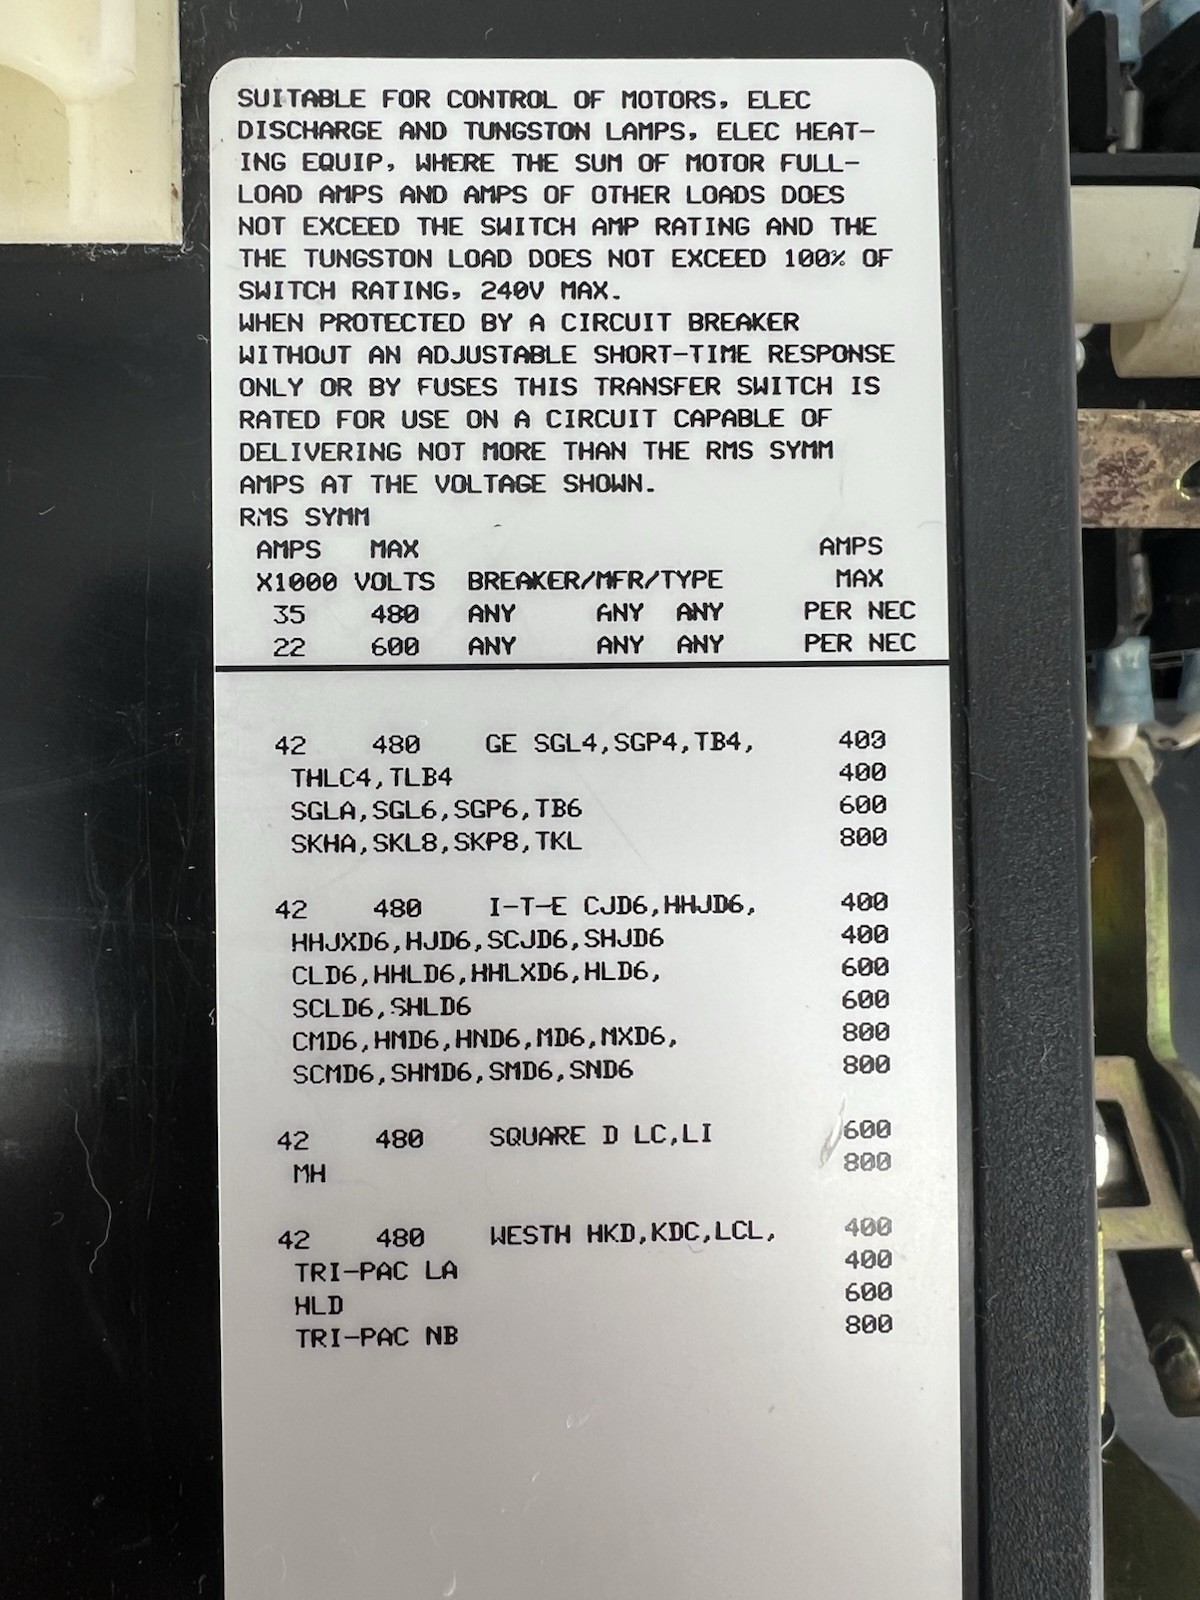 SUITABLE FOR CONTROL OF MOTORS, ELEC
DISCHARGE AND TUNGSTON LAMPS, ELEC HEAT-
ING EQUIP, WHERE THE SUM OF MOTOR FULL-
LOAD AMPS AND AMPS OF OTHER LOADS DOES
NOT EXCEED THE SWITCH AMP RATING AND THE
THE TUNGSTON LOAD DOES NOT EXCEED 100% OF
SWITCH RATING, 240V MAX.
WHEN PROTECTED BY A CIRCUIT BREAKER
WITHOUT AN ADJUSTABLE SHORT-TIME RESPONSE
ONLY OR BY FUSES THIS TRANSFER SWITCH IS
RATED FOR USE ON A CIRCUIT CAPABLE OF
DELIVERING NOT MORE THAN THE RMS SYMM
AMPS AT THE VOLTAGE SHOWN.
RMS SYMM
AMPS MAX AMPS
X1000 VOLTS BREAKER/MFR/TYPE MAX
35 480 ANY ANY ANY PER NEC
22 600 ANY ANY ANY PER NEC
42 480 GE SGL4,SGP4,TB4, 400
THLC4,TLB4 400
SGLA,SGL6,SGP6,TB6 600
SKHA,SKL8,SKP8,TKL 800
42 480 I-T-E CJD6,HHJD6, 400
HHJXD6,HJD6,SCJD6,SHJD6 400
CLD6,HHLD6,HHLXD6,HLD6, 600
SCLD6,SHLD6 600
CMD6,HMD6,HND6,MD6,MXD6, 800
SCMD6,SHMD6,SMD6,SND6 800
42 480 SQUARE D LC,LI 600
MH 800
42 480 WESTH HKD,KDC,LCL, 400
TRI-PAC LA 400
HLD 600
TRI-PAC NB 800